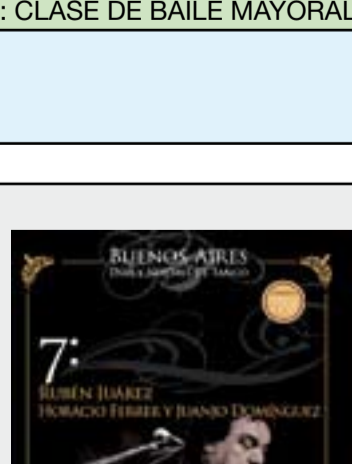 : CLASE DE BAILE MAYORAL
BUENOS AIRES
7:
RUBÉN JUÁREZ
HORACIO FERRER Y JUANJO DOMÍNGUEZ